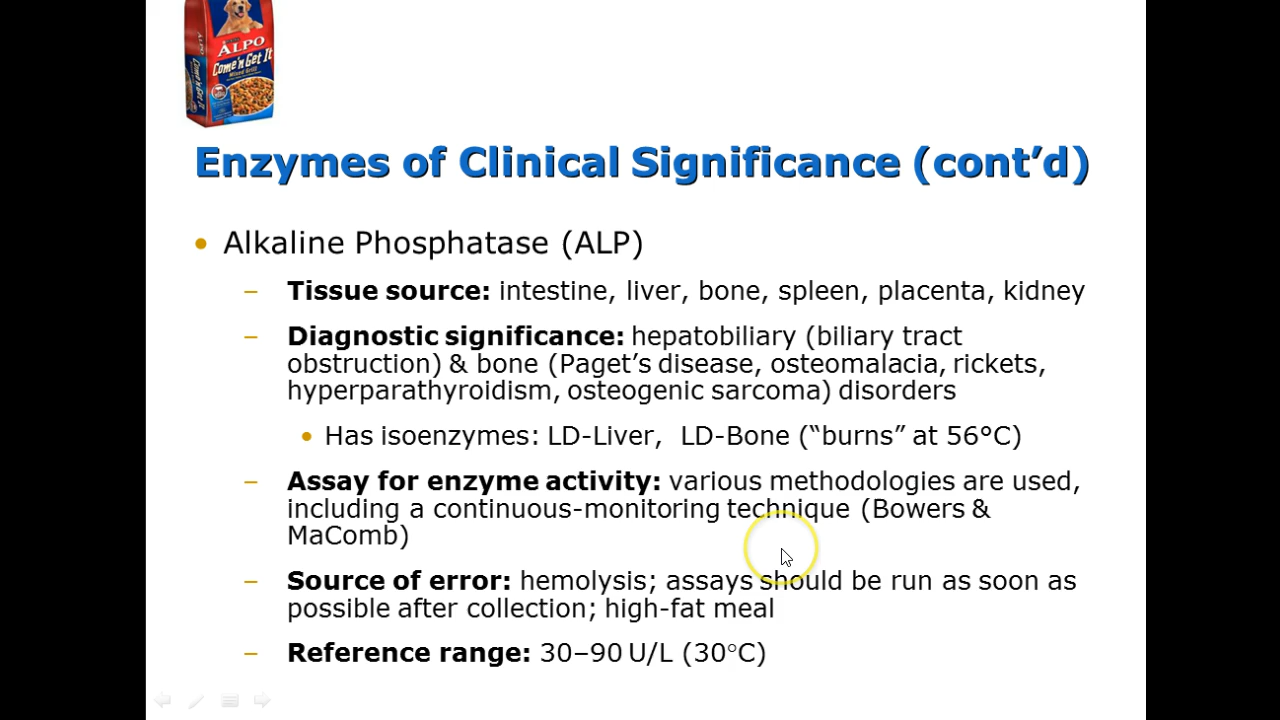 ALPO
Come'n Get It
Enzymes of Clinical Significance (cont’d)
• Alkaline Phosphatase (ALP)
– Tissue source: intestine, liver, bone, spleen, placenta, kidney
– Diagnostic significance: hepatobiliary (biliary tract
obstruction) & bone (Paget’s disease, osteomalacia, rickets,
hyperparathyroidism, osteogenic sarcoma) disorders
• Has isoenzymes: LD-Liver, LD-Bone (“burns” at 56°C)
– Assay for enzyme activity: various methodologies are used,
including a continuous-monitoring technique (Bowers &
MaComb)
– Source of error: hemolysis; assays should be run as soon as
possible after collection; high-fat meal
– Reference range: 30–90 U/L (30°C)